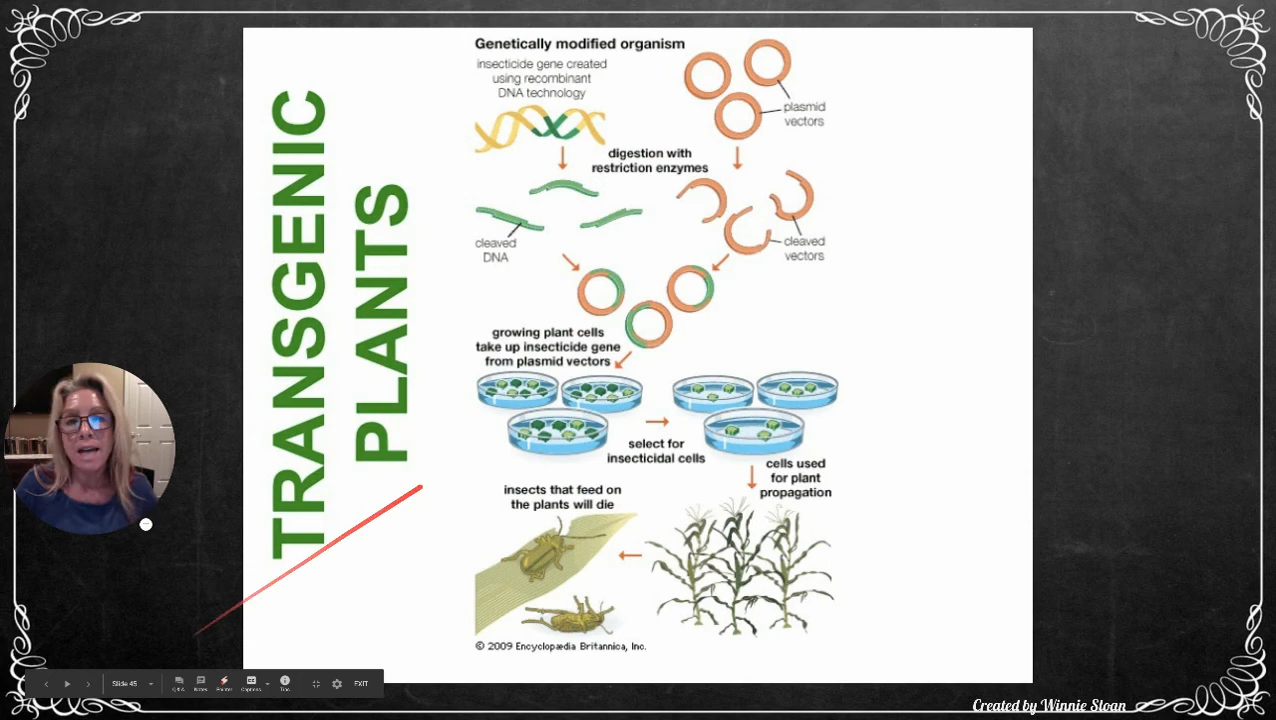 TRANSGENIC
PLANTS
Genetically modified organism
insecticide gene created
using recombinant
DNA technology
plasmid
vectors
digestion with
restriction enzymes
cleaved
DNA
cleaved
vectors
growing plant cells
take up insecticide gene
from plasmid vectors
select for
insecticidal cells
cells used
for plant
propagation
insects that feed on
the plants will die
© 2009 Encyclopædia Britannica, Inc.
Slide 45
Q&A
Notes
Pointer
Captions
Tips
EXIT
Created by Winnie Sloan